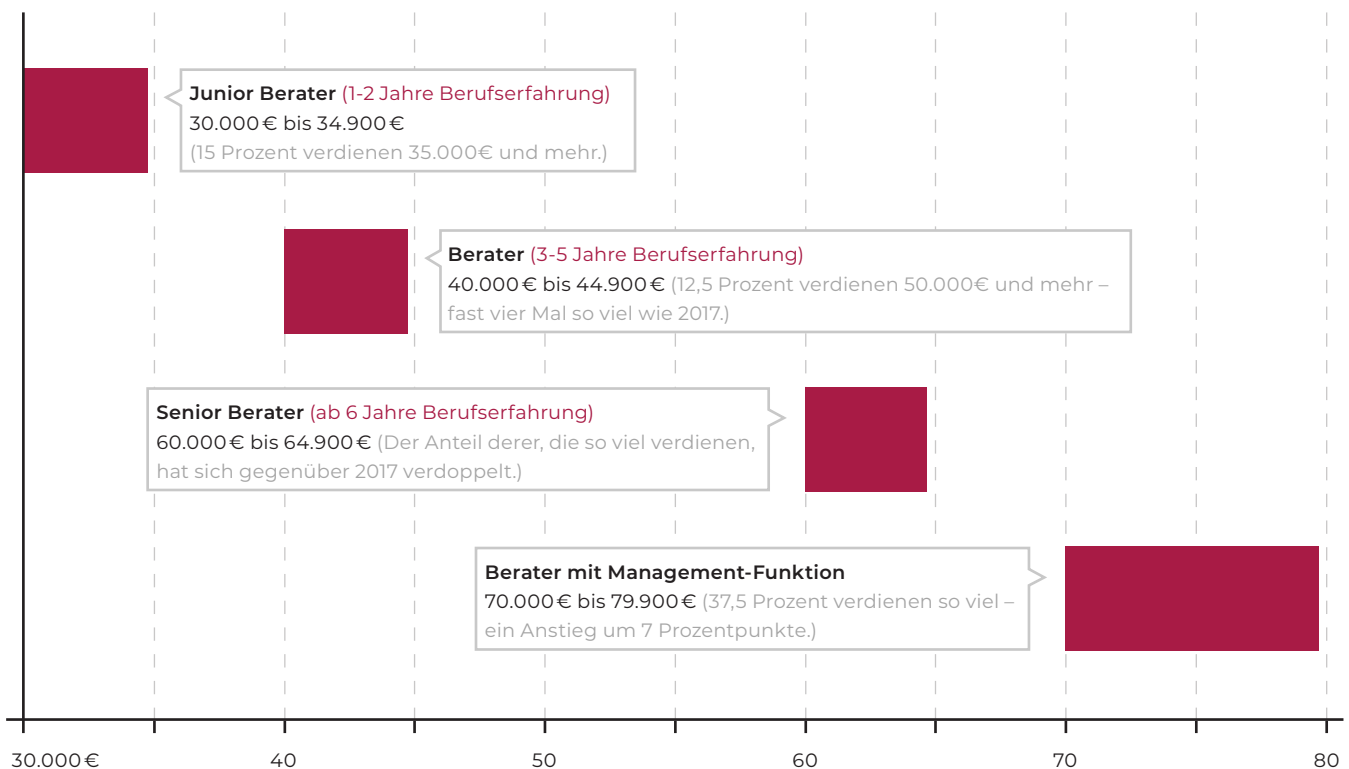 Junior Berater (1-2 Jahre Berufserfahrung)
30.000 € bis 34.900 €
(15 Prozent verdienen 35.000€ und mehr.)
Berater (3-5 Jahre Berufserfahrung)
40.000 € bis 44.900 € (12,5 Prozent verdienen 50.000€ und mehr –
fast vier Mal so viel wie 2017.)
Senior Berater (ab 6 Jahre Berufserfahrung)
60.000 € bis 64.900 € (Der Anteil derer, die so viel verdienen,
hat sich gegenüber 2017 verdoppelt.)
Berater mit Management-Funktion
70.000 € bis 79.900 € (37,5 Prozent verdienen so viel –
ein Anstieg um 7 Prozentpunkte.)
30.000 € 40 50 60 70 80